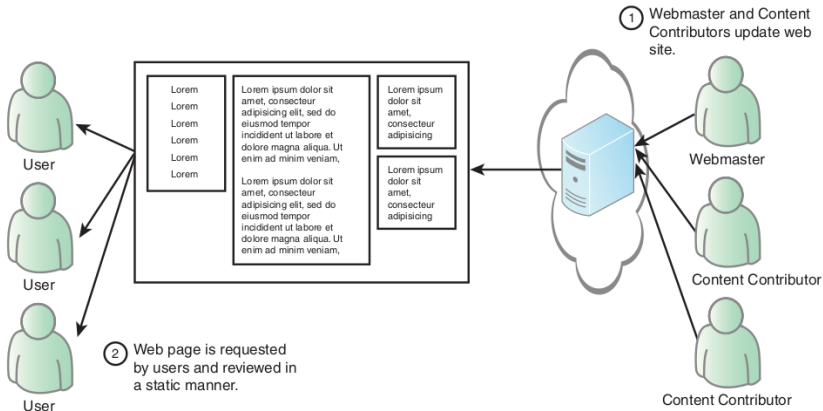 1 Webmaster and Content
Contributors update web
site.
User
User
User
Lorem
Lorem
Lorem
Lorem
Lorem
Lorem
Lorem ipsum dolor sit
amet, consecteur
adipisicing elit, sed do
eiusmod tempor
incidident ut labore et
dolore magna aliqua. Ut
enim ad minim veniam,
Lorem ipsum dolor sit
amet, consecteur
adipisicing elit, sed do
eiusmod tempor
incididunt ut labore et
dolore magna aliqua. Ut
enim ad minim veniam,
Lorem ipsum
dolor sit
amet,
consecteur
adipisicing
Lorem ipsum
dolor sit
amet,
consecteur
adipisicing
Webmaster
Content Contributor
Content Contributor
2 Web page is requested
by users and reviewed in
a static manner.